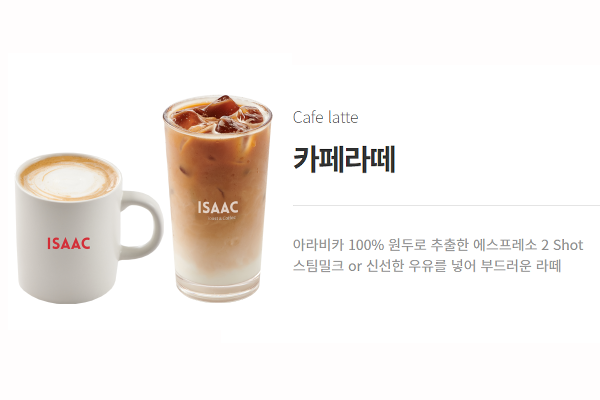 Cafe latte
카페라떼
아라비카 100% 원두로 추출한 에스프레소 2 Shot
스팀밀크 or 신선한 우유를 넣어 부드러운 라떼
ISAAC
ISAAC